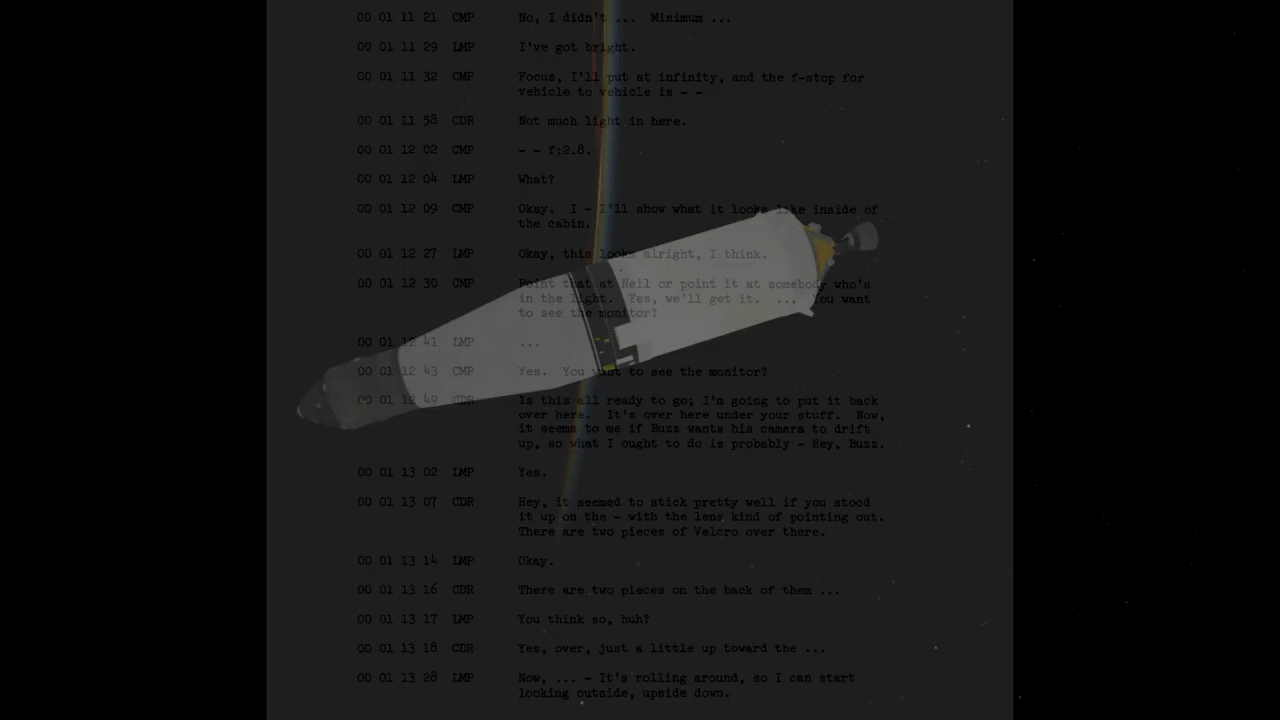 00 01 11 21 CMP No, I didn't ... Minimum ...
00 01 11 29 LMP I've got bright.
00 01 11 32 CMP Focus, I'll put at infinity, and the f-stop for
vehicle to vehicle is - -
00 01 11 58 CDR Not much light in here.
00 01 12 02 CMP - - f:2.8.
00 01 12 04 LMP What?
00 01 12 09 CMP Okay. I - I'll show what it looks like inside of
the cabin.
00 01 12 27 LMP Okay, this looks alright, I think.
00 01 12 30 CMP Point that at Neil or point it at somebody who's
in the light. Yes, we'll get it. ... You want
to see the monitor?
00 01 12 41 LMP ...
00 01 12 43 CMP Yes. You want to see the monitor?
00 01 12 49 CDR Is this all ready to go; I'm going to put it back
over here. It's over here under your stuff. Now,
it seems to me if Buzz wants his camera to drift
up, so what I ought to do is probably - Hey, Buzz.
00 01 13 02 LMP Yes.
00 01 13 07 CDR Hey, it seemed to stick pretty well if you stood
it up on the - with the lens kind of pointing out.
There are two pieces of Velcro over there.
00 01 13 14 LMP Okay.
00 01 13 16 CDR There are two pieces on the back of them ...
00 01 13 17 LMP You think so, huh?
00 01 13 18 CDR Yes, over, just a little up toward the ...
00 01 13 28 LMP Now, ... - It's rolling around, so I can start
looking outside, upside down.